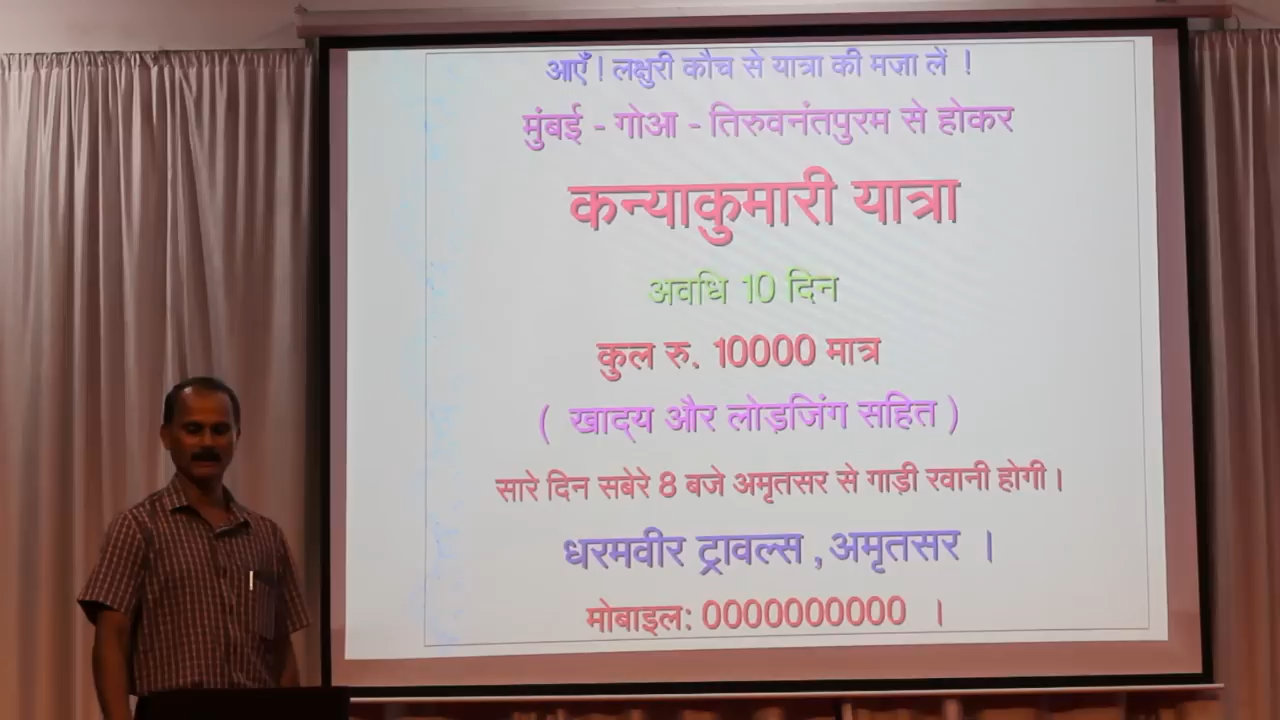 आएँ ! लक्षुरी कौच से यात्रा की मज़ा लें !
मुंबई - गोआ - तिरुवनंतपुरम से होकर
कन्याकुमारी यात्रा
अवधि 10 दिन
कुल रु. 10000 मात्र
( खाद्‌य और लोड़जिंग सहित )
सारे दिन सबेरे 8 बजे अमृतसर से गाड़ी रवानी होगी।
धरमवीर ट्रावल्स , अमृतसर ।
मोबाइल: 0000000000 ।